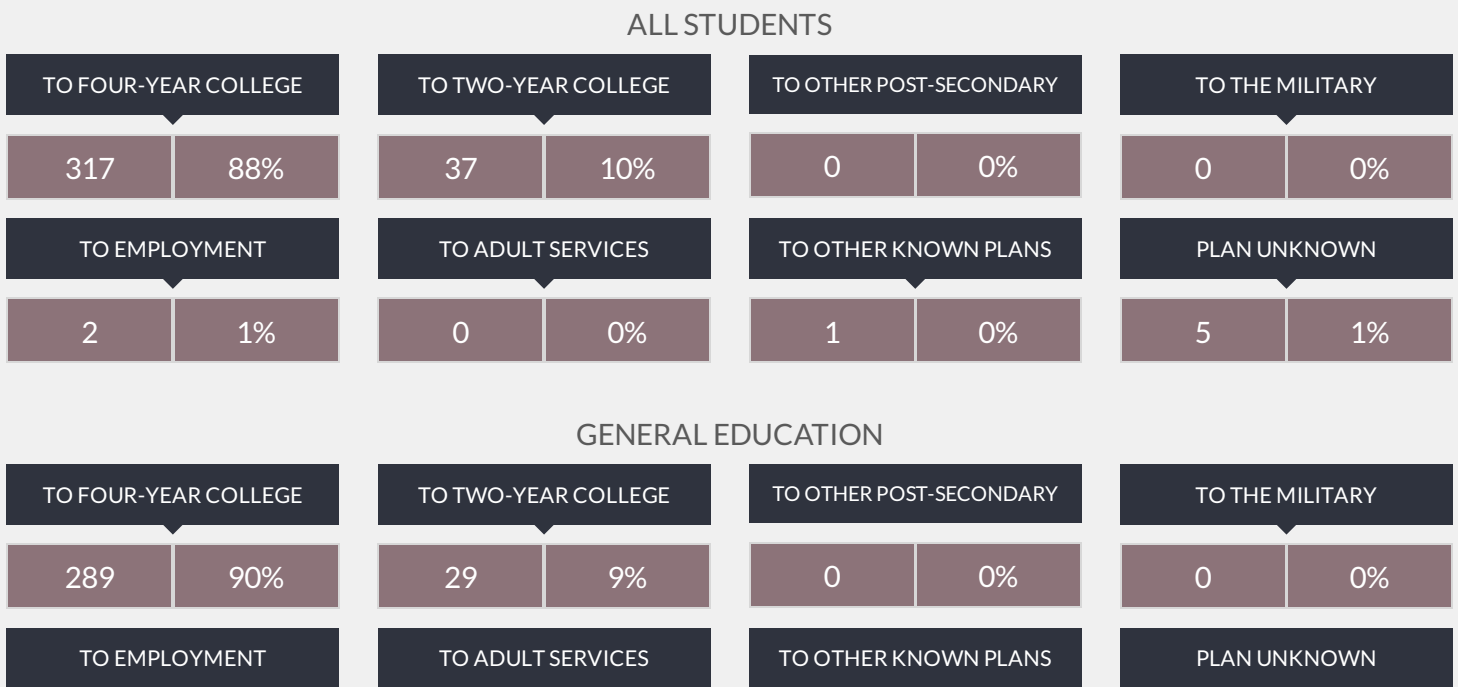 ALL STUDENTS
TO FOUR-YEAR COLLEGE TO TWO-YEAR COLLEGE TO OTHER POST-SECONDARY TO THE MILITARY
317 88% 37 10% 0 0% 0 0%
TO EMPLOYMENT TO ADULT SERVICES TO OTHER KNOWN PLANS PLAN UNKNOWN
2 1% 0 0% 1 0% 5 1%
GENERAL EDUCATION
TO FOUR-YEAR COLLEGE TO TWO-YEAR COLLEGE TO OTHER POST-SECONDARY TO THE MILITARY
289 90% 29 9% 0 0% 0 0%
TO EMPLOYMENT TO ADULT SERVICES TO OTHER KNOWN PLANS PLAN UNKNOWN